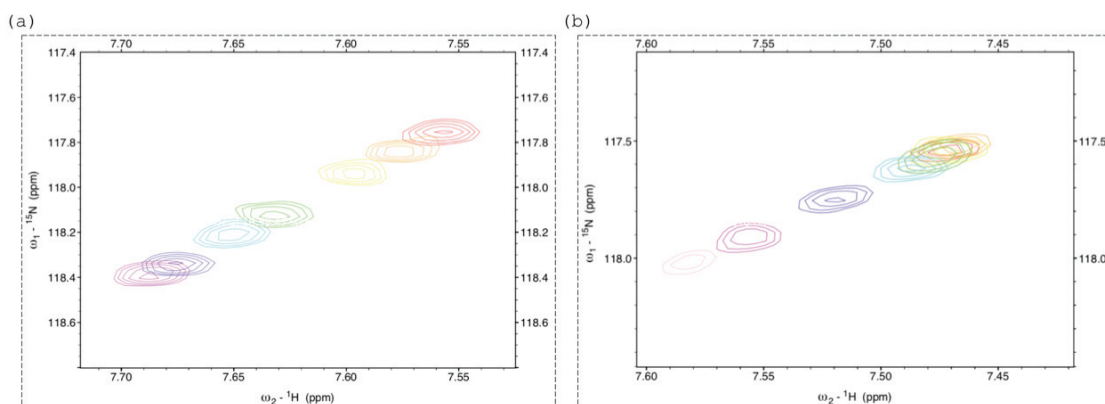 (a)
(b)
7.70 7.65 7.60 7.55
117.4 117.4
117.6 117.6
117.8 117.8
118.0 118.0
118.2 118.2
118.4 118.4
118.6 118.6
ω1 - 15N (ppm)
7.70 7.65 7.60 7.55
ω2 - 1H (ppm)
7.60 7.55 7.50 7.45
117.5 117.5
118.0 118.0
ω1 - 15N (ppm)
7.60 7.55 7.50 7.45
ω2 - 1H (ppm)